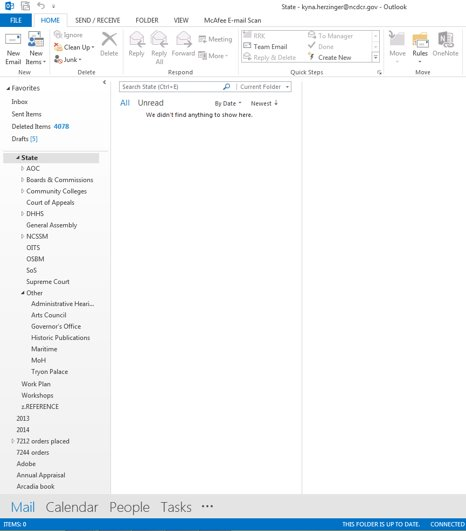 State - kyna.herzinger@ncdcr.gov - Outlook
FILE HOME SEND / RECEIVE FOLDER VIEW McAfee E-mail Scan
New Email
New Items
Ignore
Clean Up
Junk
Delete
Reply
Reply All
Forward
Meeting
More
RRK
Team Email
Reply & Delete
To Manager
Done
Create New
Move
Rules
OneNote
New Delete Respond Quick Steps Move
Favorites
Inbox
Sent Items
Deleted Items 4078
Drafts [5]
State
AOC
Boards & Commissions
Community Colleges
Court of Appeals
DHHS
General Assembly
NCSSM
OITS
OSBM
SoS
Supreme Court
Other
Administrative Heari...
Arts Council
Governor's Office
Historic Publications
Maritime
MoH
Tryon Palace
Work Plan
Workshops
z.REFERENCE
2013
2014
7212 orders placed
7244 orders
Adobe
Annual Appraisal
Arcadia book
Search State (Ctrl+E) Current Folder
All Unread By Date Newest
We didn't find anything to show here.
Mail Calendar People Tasks ...
ITEMS: 0 THIS FOLDER IS UP TO DATE. CONNECTED